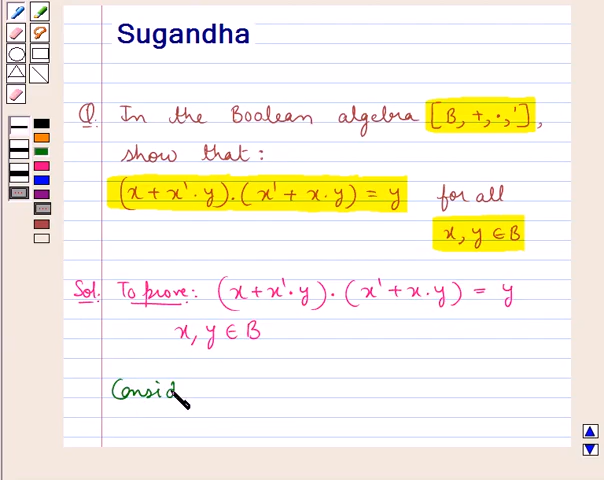 Sugandha
Q. In the Boolean algebra [B, +, ·, '],
show that:
(x + x' · y) · (x' + x · y) = y for all
x, y ∈ B
Sol. To prove: (x + x' · y) · (x' + x · y) = y
x, y ∈ B
Consid